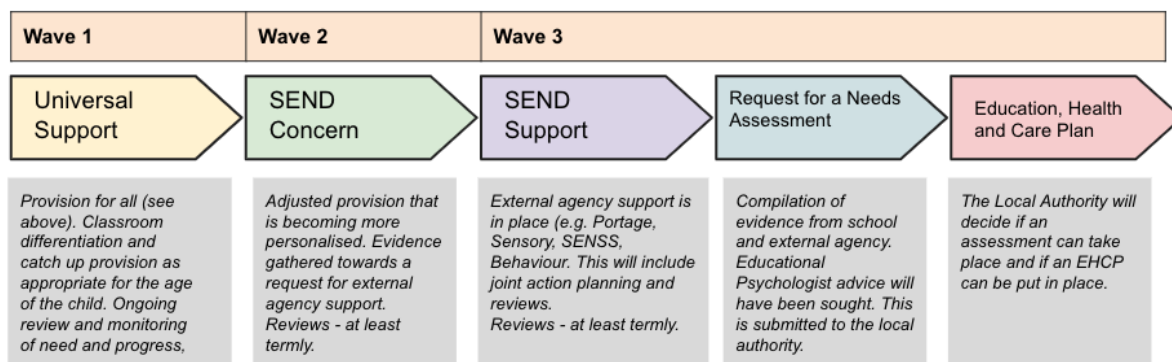 Wave 1
Wave 2
Wave 3
Universal
Support
SEND
Concern
SEND
Support
Request for a Needs
Assessment
Education, Health
and Care Plan
Provision for all (see
above). Classroom
differentiation and
catch up provision as
appropriate for the age
of the child. Ongoing
review and monitoring
of need and progress,
Adjusted provision that
is becoming more
personalised. Evidence
gathered towards a
request for external
agency support.
Reviews - at least
termly.
External agency support is
in place (e.g. Portage,
Sensory, SENSS,
Behaviour. This will include
joint action planning and
reviews.
Reviews - at least termly.
Compilation of
evidence from school
and external agency.
Educational
Psychologist advice will
have been sought. This
is submitted to the local
authority.
The Local Authority will
decide if an
assessment can take
place and if an EHCP
can be put in place.